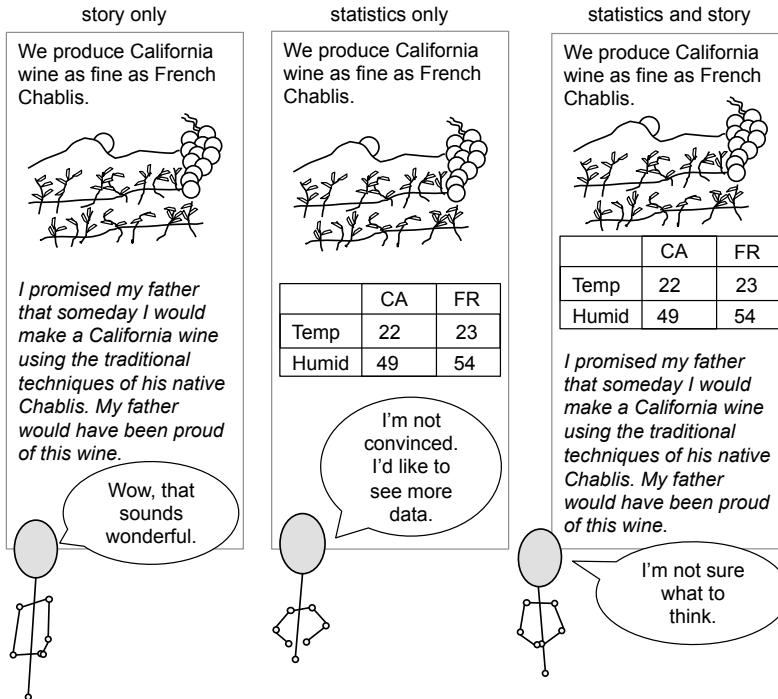 story only
We produce California
wine as fine as French
Chablis.
I promised my father
that someday I would
make a California wine
using the traditional
techniques of his native
Chablis. My father
would have been proud
of this wine.
Wow, that
sounds
wonderful.
statistics only
We produce California
wine as fine as French
Chablis.
CA FR
Temp 22 23
Humid 49 54
I'm not
convinced.
I'd like to
see more
data.
statistics and story
We produce California
wine as fine as French
Chablis.
CA FR
Temp 22 23
Humid 49 54
I promised my father
that someday I would
make a California wine
using the traditional
techniques of his native
Chablis. My father
would have been proud
of this wine.
I'm not sure
what to
think.